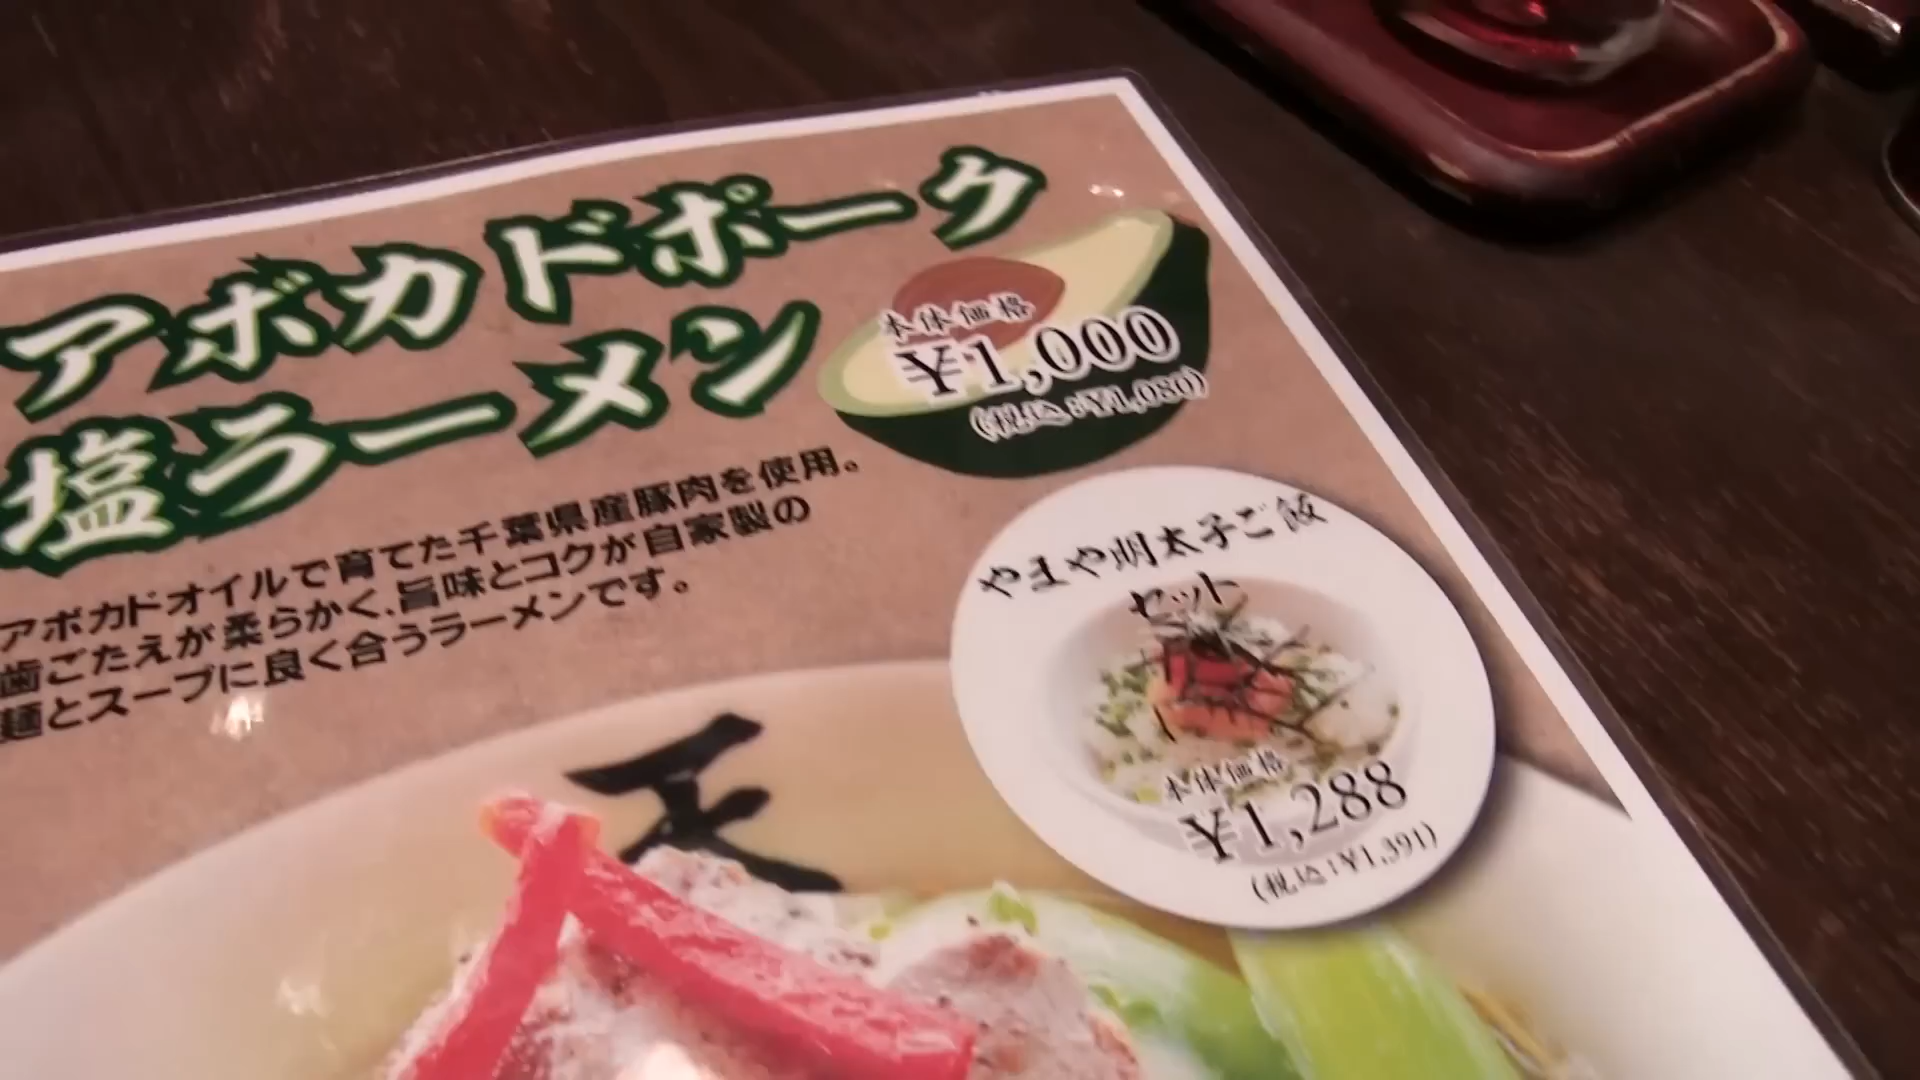 アボカドポーク
塩ラーメン
本体価格
¥1,000
(税込:¥1,080)
アボカドオイルで育てた千葉県産豚肉を使用。
歯ごたえが柔らかく、旨味とコクが自家製の
麺とスープに良く合うラーメンです。
やまや明太子ご飯
セット
本体価格
¥1,288
(税込:¥1,391)
天